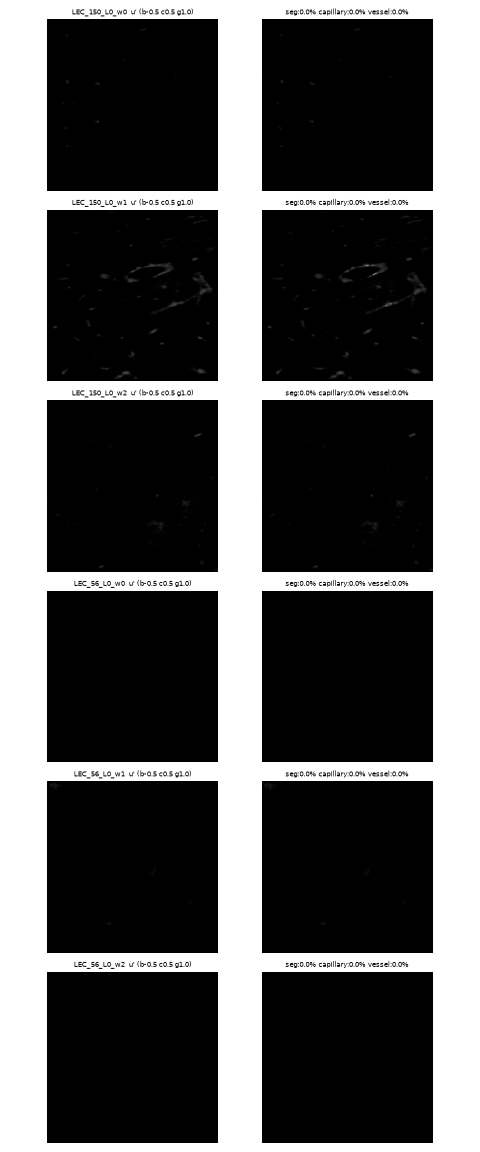 LEC_150_L0_w0 u' (b-0.5 c0.5 g1.0)
seg:0.0% capillary:0.0% vessel:0.0%
LEC_150_L0_w1 u' (b-0.5 c0.5 g1.0)
seg:0.0% capillary:0.0% vessel:0.0%
LEC_150_L0_w2 u' (b-0.5 c0.5 g1.0)
seg:0.0% capillary:0.0% vessel:0.0%
LEC_56_L0_w0 u' (b-0.5 c0.5 g1.0)
seg:0.0% capillary:0.0% vessel:0.0%
LEC_56_L0_w1 u' (b-0.5 c0.5 g1.0)
seg:0.0% capillary:0.0% vessel:0.0%
LEC_56_L0_w2 u' (b-0.5 c0.5 g1.0)
seg:0.0% capillary:0.0% vessel:0.0%